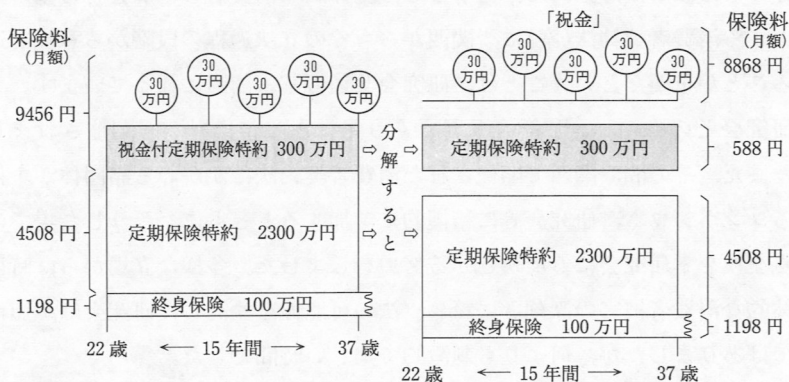 保険料
(月額)
30
万円
30
万円
30
万円
30
万円
30
万円
9456 円
祝金付定期保険特約 300 万円
4508 円
定期保険特約 2300 万円
1198 円
終身保険 100 万円
22 歳
15 年間
37 歳
分解すると
「祝金」
30
万円
30
万円
30
万円
30
万円
30
万円
保険料
(月額)
8868 円
定期保険特約 300 万円
588 円
定期保険特約 2300 万円
4508 円
終身保険 100 万円
1198 円
22 歳
15 年間
37 歳